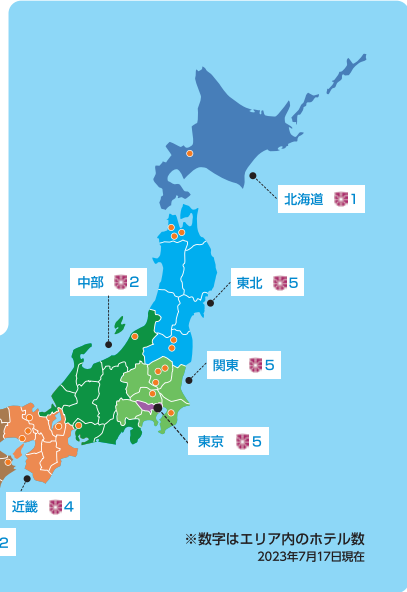 北海道 1
中部 2
東北 5
関東 5
東京 5
近畿 4
2
※数字はエリア内のホテル数
2023年7月17日現在